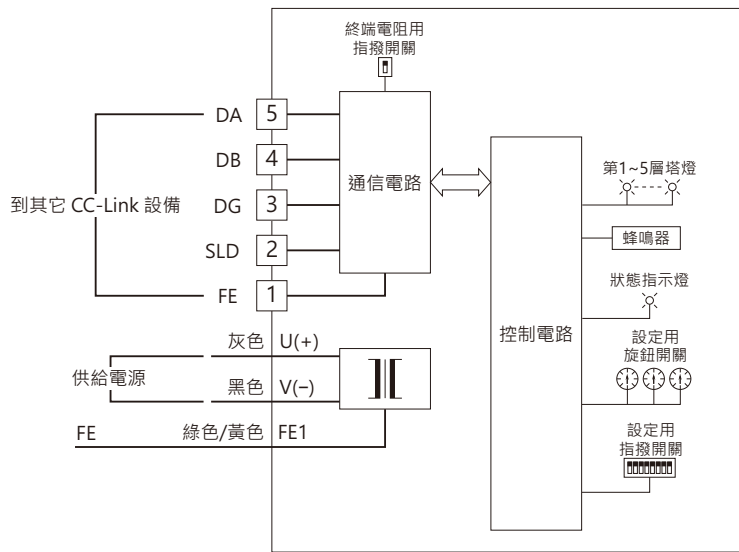 終端電阻用
指撥開關
DA 5
DB 4
到其它 CC-Link 設備
DG 3
SLD 2
FE 1
通信電路
控制電路
第1~5層塔燈
蜂鳴器
狀態指示燈
設定用
旋鈕開關
設定用
指撥開關
灰色 U(+)
供給電源
黑色 V(−)
FE 綠色/黃色 FE1